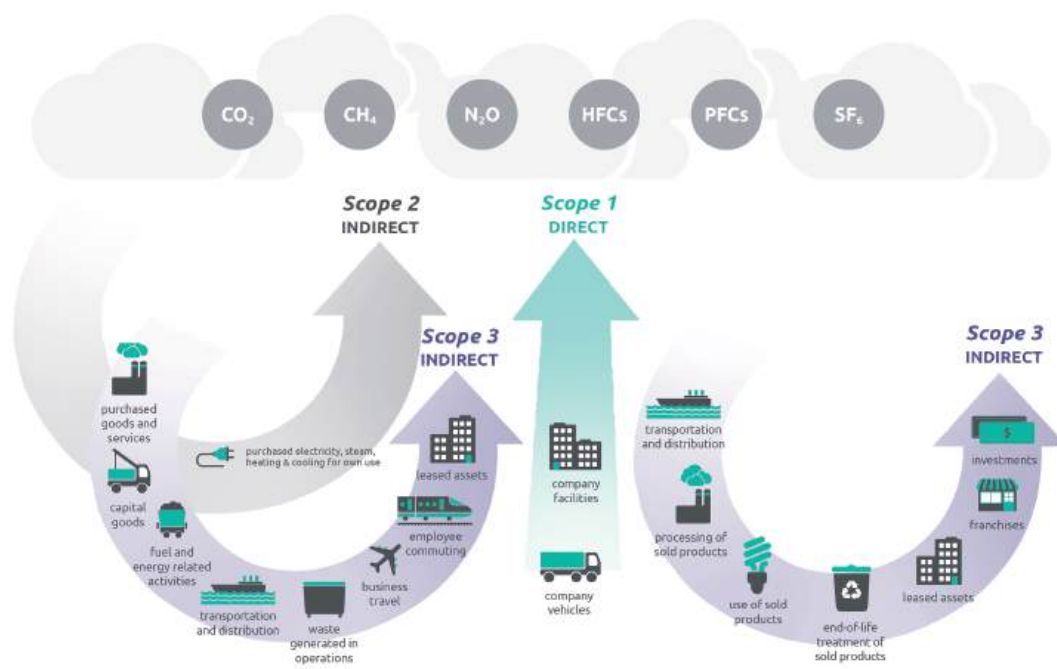 CO₂
CH₄
N₂O
HFCs
PFCs
SF₆
Scope 2
INDIRECT
Scope 1
DIRECT
Scope 3
INDIRECT
Scope 3
INDIRECT
purchased
goods and
services
capital
goods
fuel and
energy related
activities
purchased electricity, steam,
heating & cooling for own use
transportation
and distribution
waste
generated in
operations
business
travel
employee
commuting
leased assets
company
facilities
company
vehicles
transportation
and distribution
processing of
sold products
use of sold
products
end-of-life
treatment of
sold products
leased assets
franchises
$
investments